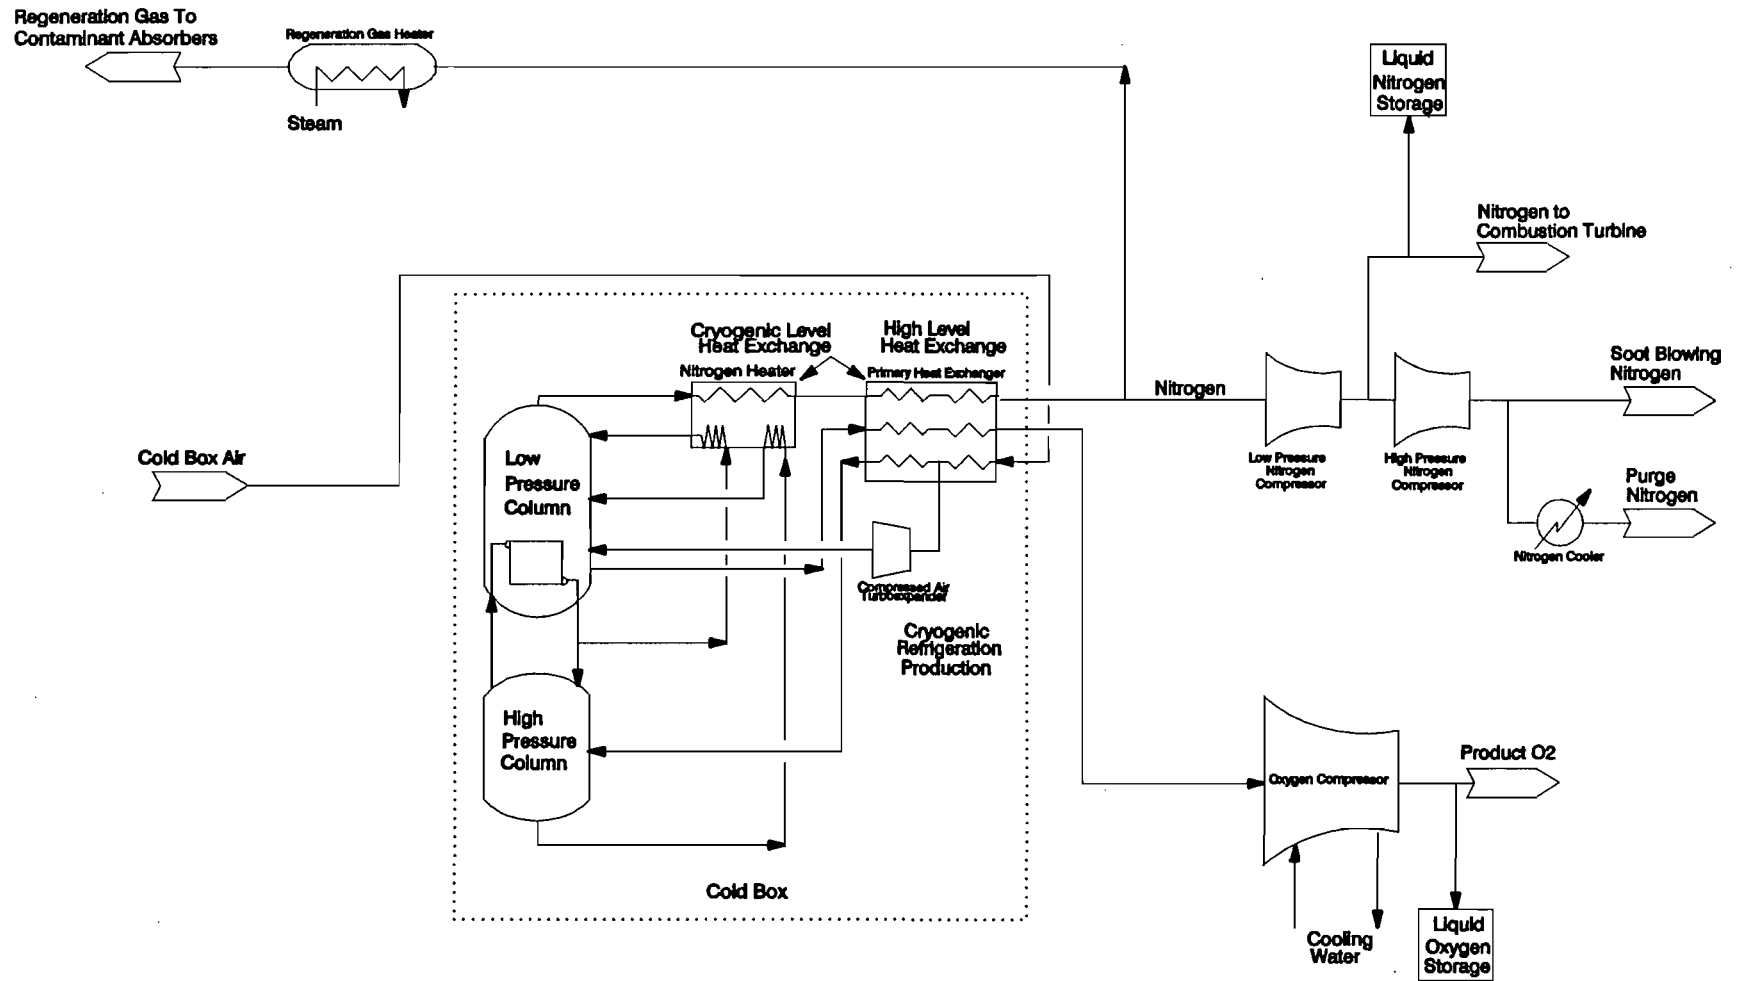 Regeneration Gas To
Contaminant Absorbers
Regeneration Gas Heater
Steam
Liquid
Nitrogen
Storage
Nitrogen to
Combustion Turbine
Cryogenic Level
Heat Exchange
High Level
Heat Exchange
Nitrogen Heater
Primary Heat Exchanger
Nitrogen
Soot Blowing
Nitrogen
Cold Box Air
Low
Pressure
Column
Low Pressure
Nitrogen
Compressor
High Pressure
Nitrogen
Compressor
Purge
Nitrogen
Nitrogen Cooler
Compressed Air
Turboexpander
Cryogenic
Refrigeration
Production
High
Pressure
Column
Oxygen Compressor
Product O2
Cold Box
Cooling
Water
Liquid
Oxygen
Storage